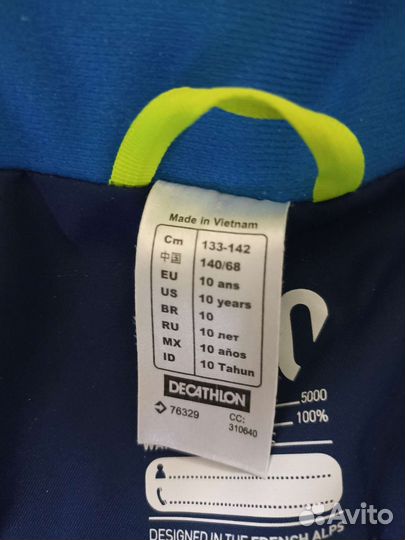 Made in Vietnam
Cm 133-142
中国 140/68
EU 10 ans
US 10 years
BR 10
RU 10 лет
MX 10 años
ID 10 Tahun
DECATHLON
76329 CC: 310640
5000
100%
DESIGNED IN THE FRENCH ALPS
Avito